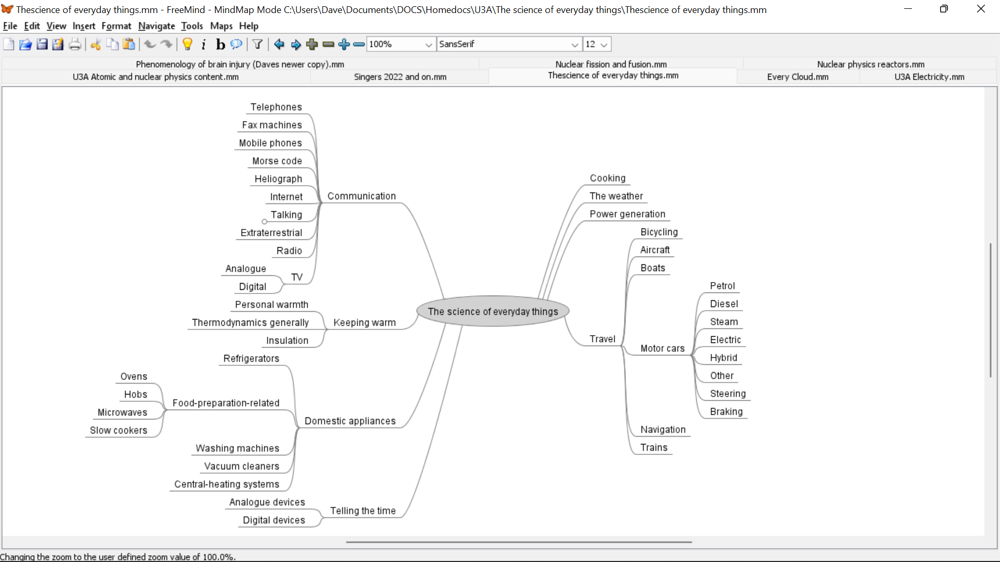 Thescience of everyday things.mm - FreeMind - MindMap Mode C:\Users\Dave\Documents\DOCS\Homedocs\U3A\The science of everyday things\Thescience of everyday things.mm
File Edit View Insert Format Navigate Tools Maps Help
100% SansSerif 12
Phenomenology of brain injury (Daves newer copy).mm Nuclear fission and fusion.mm Nuclear physics reactors.mm
U3A Atomic and nuclear physics content.mm Singers 2022 and on.mm Thescience of everyday things.mm Every Cloud.mm U3A Electricity.mm
Telephones
Fax machines
Mobile phones
Morse code
Heliograph
Internet
Talking
Extraterrestrial
Radio
Analogue
Digital
TV
Communication
Personal warmth
Thermodynamics generally
Insulation
Keeping warm
Refrigerators
Ovens
Hobs
Microwaves
Slow cookers
Food-preparation-related
Washing machines
Vacuum cleaners
Central-heating systems
Domestic appliances
Analogue devices
Digital devices
Telling the time
The science of everyday things
Cooking
The weather
Power generation
Travel
Bicycling
Aircraft
Boats
Motor cars
Petrol
Diesel
Steam
Electric
Hybrid
Other
Steering
Braking
Navigation
Trains
Changing the zoom to the user defined zoom value of 100.0%.